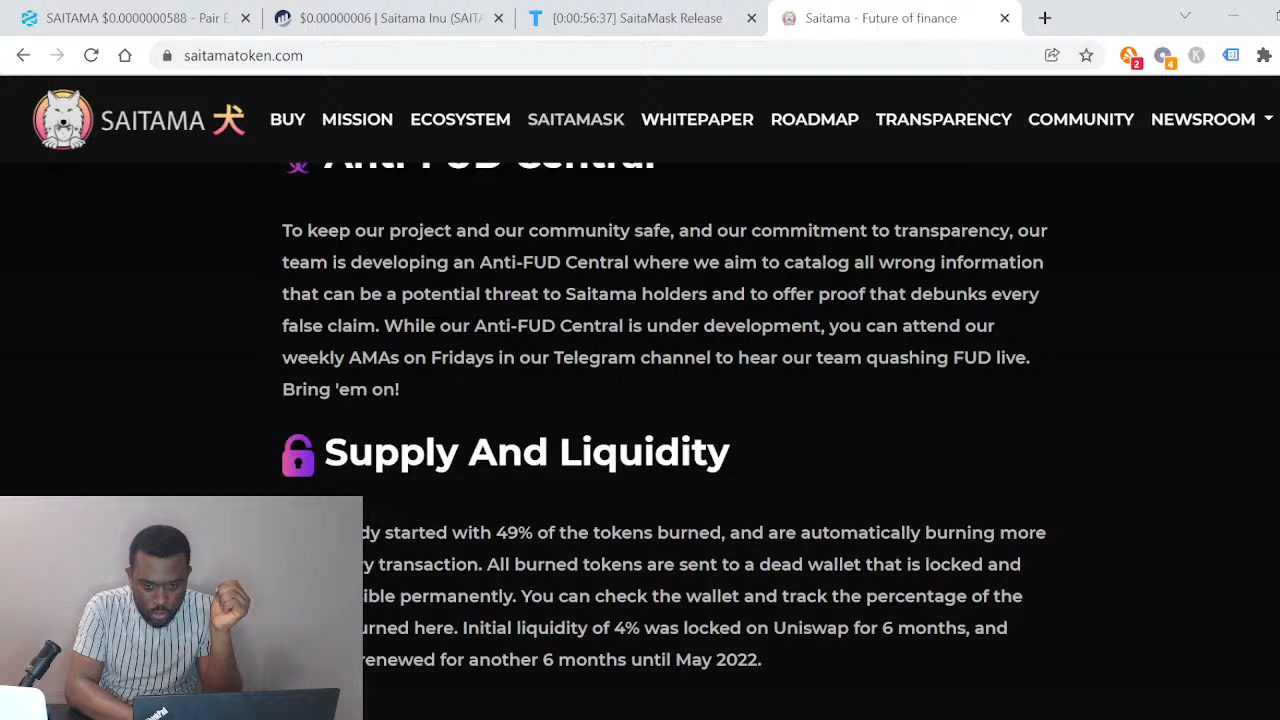 SAITAMA $0.0000000588 - Pair E
$0.00000006 | Saitama Inu (SAIT
[0:00:56:37] SaitaMask Release
Saitama - Future of finance
saitamatoken.com
2
4
K
SAITAMA 犬
BUY
MISSION
ECOSYSTEM
SAITAMASK
WHITEPAPER
ROADMAP
TRANSPARENCY
COMMUNITY
NEWSROOM
Anti-FUD Central
To keep our project and our community safe, and our commitment to transparency, our
team is developing an Anti-FUD Central where we aim to catalog all wrong information
that can be a potential threat to Saitama holders and to offer proof that debunks every
false claim. While our Anti-FUD Central is under development, you can attend our
weekly AMAs on Fridays in our Telegram channel to hear our team quashing FUD live.
Bring 'em on!
Supply And Liquidity
dy started with 49% of the tokens burned, and are automatically burning more
y transaction. All burned tokens are sent to a dead wallet that is locked and
ible permanently. You can check the wallet and track the percentage of the
urned here. Initial liquidity of 4% was locked on Uniswap for 6 months, and
renewed for another 6 months until May 2022.